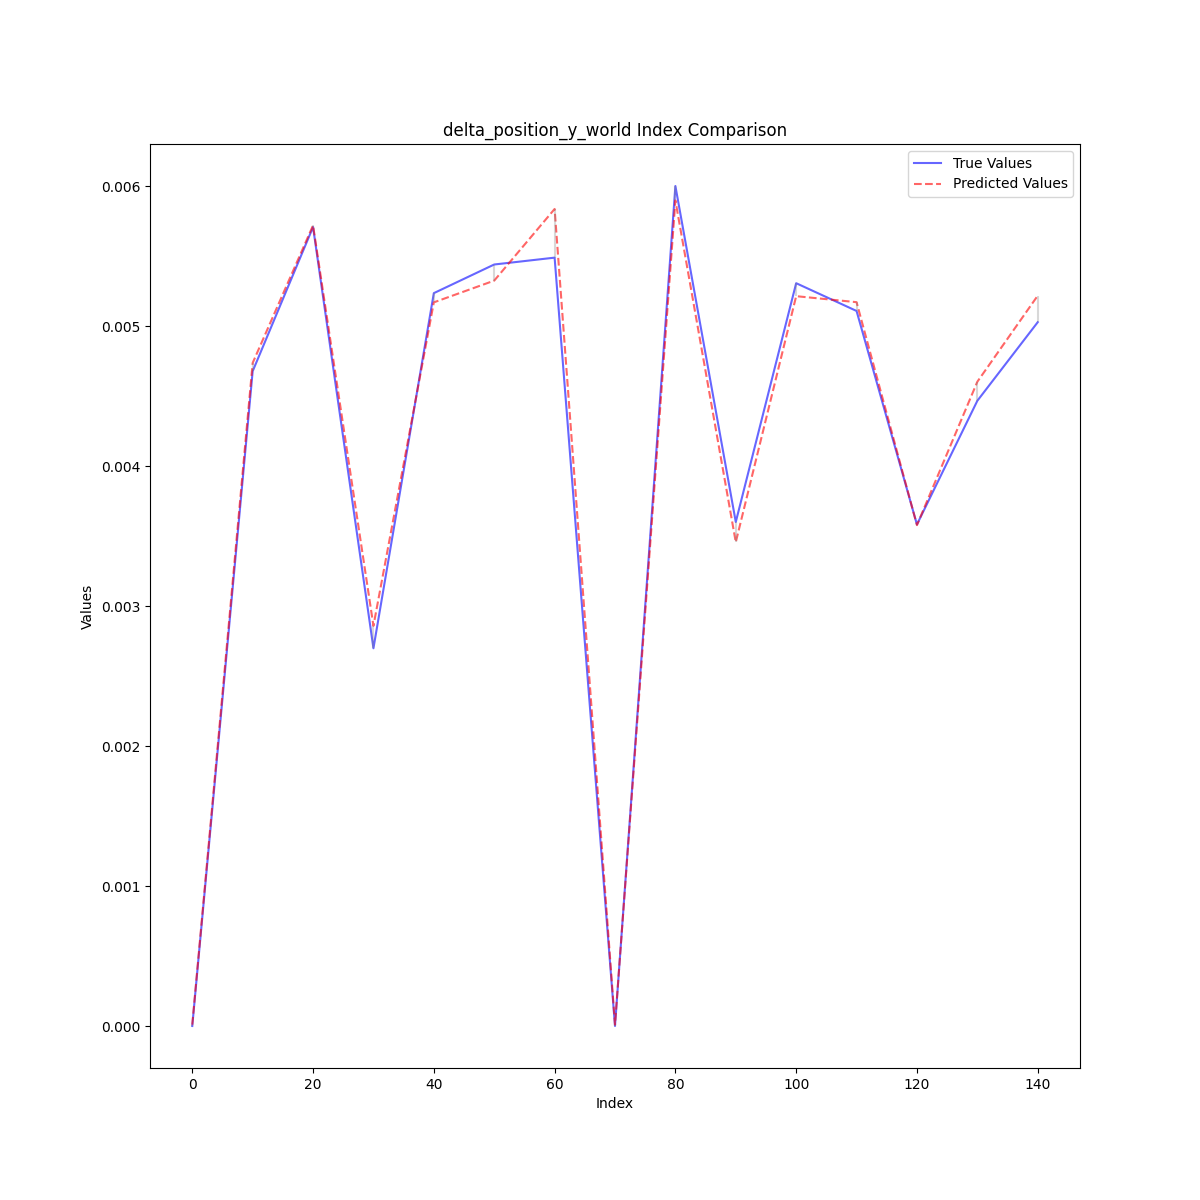 delta_position_y_world Index Comparison
True Values
Predicted Values
0.006
0.005
0.004
0.003
0.002
0.001
0.000
Values
0 20 40 60 80 100 120 140
Index